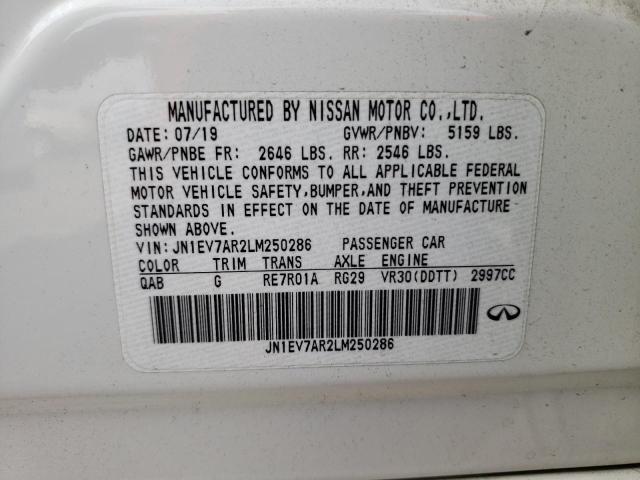 MANUFACTURED BY NISSAN MOTOR CO.,LTD.
DATE: 07/19 GVWR/PNBV: 5159 LBS.
GAWR/PNBE FR: 2646 LBS. RR: 2546 LBS.
THIS VEHICLE CONFORMS TO ALL APPLICABLE FEDERAL
MOTOR VEHICLE SAFETY,BUMPER,AND THEFT PREVENTION
STANDARDS IN EFFECT ON THE DATE OF MANUFACTURE
SHOWN ABOVE.
VIN: JN1EV7AR2LM250286 PASSENGER CAR
COLOR TRIM TRANS AXLE ENGINE
QAB G RE7R01A RG29 VR30(DDTT) 2997CC
JN1EV7AR2LM250286